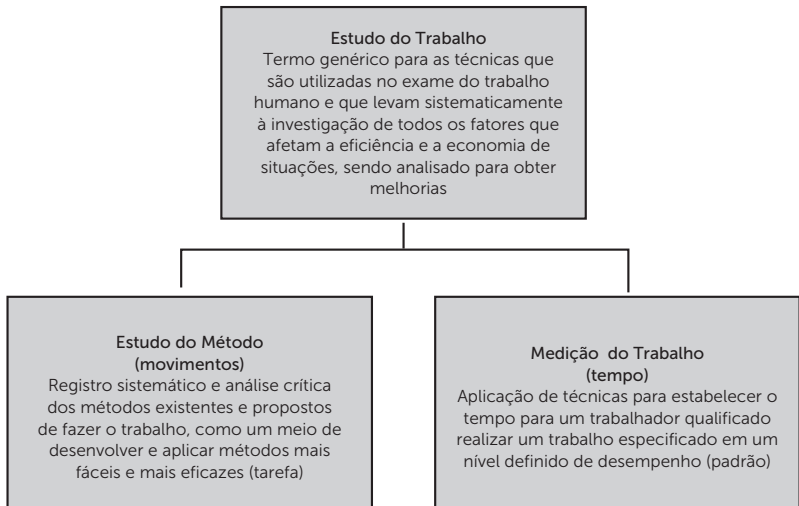 Estudo do Trabalho
Termo genérico para as técnicas que
são utilizadas no exame do trabalho
humano e que levam sistematicamente
à investigação de todos os fatores que
afetam a eficiência e a economia de
situações, sendo analisado para obter
melhorias
Estudo do Método
(movimentos)
Registro sistemático e análise crítica
dos métodos existentes e propostos
de fazer o trabalho, como um meio de
desenvolver e aplicar métodos mais
fáceis e mais eficazes (tarefa)
Medição do Trabalho
(tempo)
Aplicação de técnicas para estabelecer o
tempo para um trabalhador qualificado
realizar um trabalho especificado em um
nível definido de desempenho (padrão)